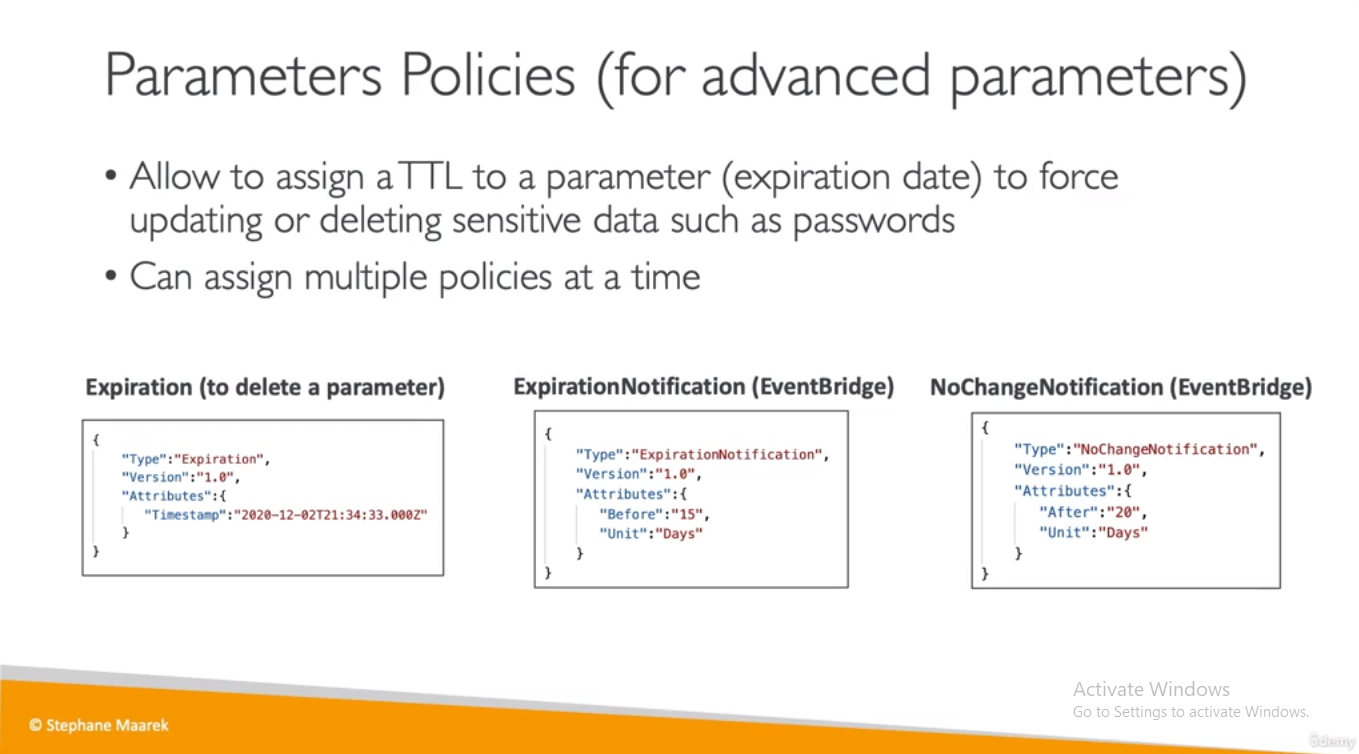 Parameters Policies (for advanced parameters)
• Allow to assign a TTL to a parameter (expiration date) to force
updating or deleting sensitive data such as passwords
• Can assign multiple policies at a time
Expiration (to delete a parameter)
{
"Type":"Expiration",
"Version":"1.0",
"Attributes":{
"Timestamp":"2020-12-02T21:34:33.000Z"
}
}
ExpirationNotification (EventBridge)
{
"Type":"ExpirationNotification",
"Version":"1.0",
"Attributes":{
"Before":"15",
"Unit":"Days"
}
}
NoChangeNotification (EventBridge)
{
"Type":"NoChangeNotification",
"Version":"1.0",
"Attributes":{
"After":"20",
"Unit":"Days"
}
}
Activate Windows
Go to Settings to activate Windows.
© Stephane Maarek
ûdemy